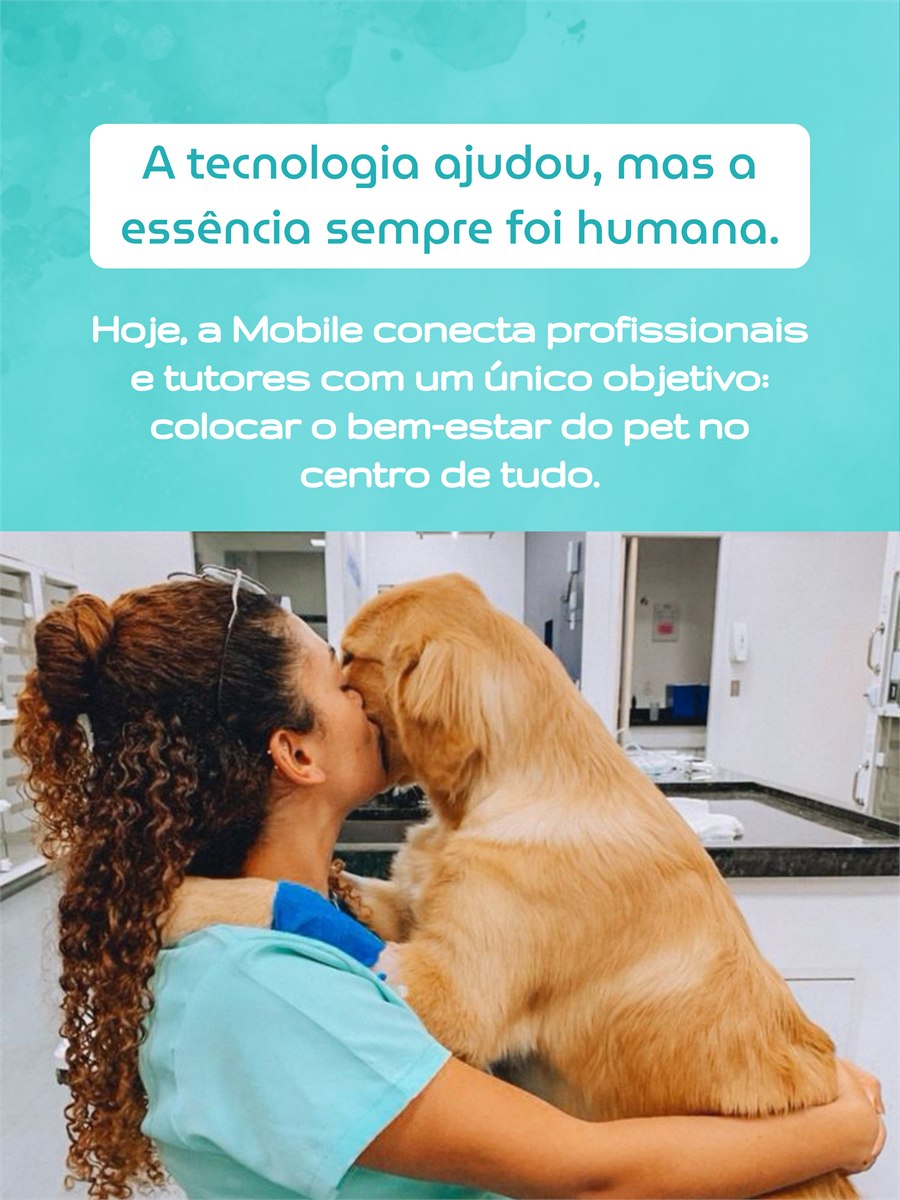 A tecnologia ajudou, mas a
essência sempre foi humana.
Hoje, a Mobile conecta profissionais
e tutores com um único objetivo:
colocar o bem-estar do pet no
centro de tudo.